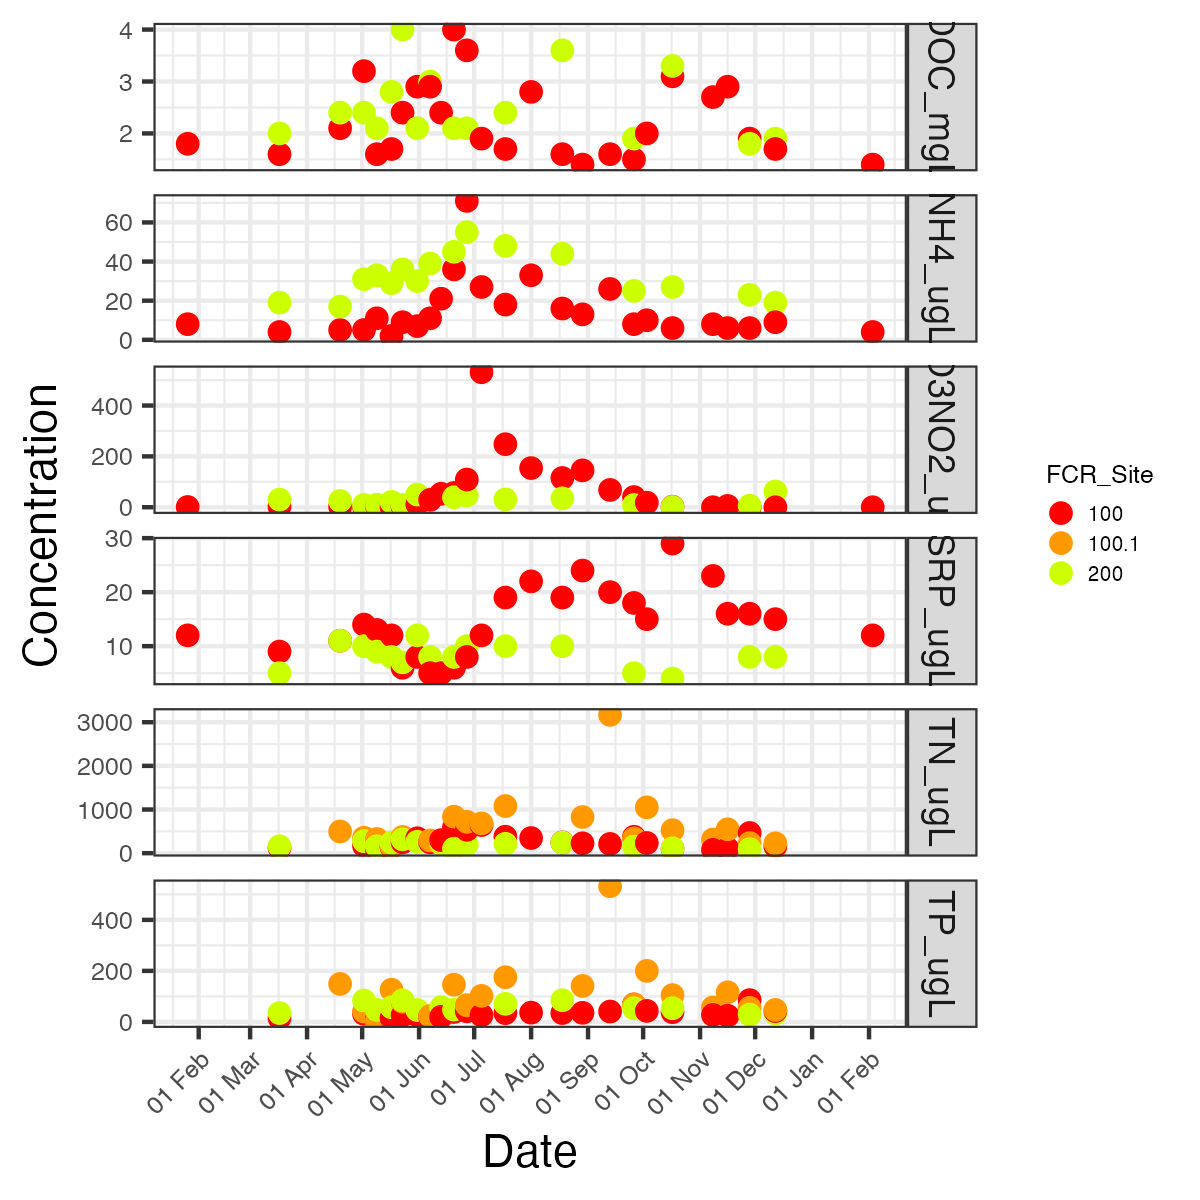 4
3
2
DOC_mgL
60
40
20
0
NH4_ugL
400
200
0
O3NO2_u
30
20
10
SRP_ugL
3000
2000
1000
0
TN_ugL
400
200
0
TP_ugL
01 Feb
01 Mar
01 Apr
01 May
01 Jun
01 Jul
01 Aug
01 Sep
01 Oct
01 Nov
01 Dec
01 Jan
01 Feb
Date
Concentration
FCR_Site
100
100.1
200